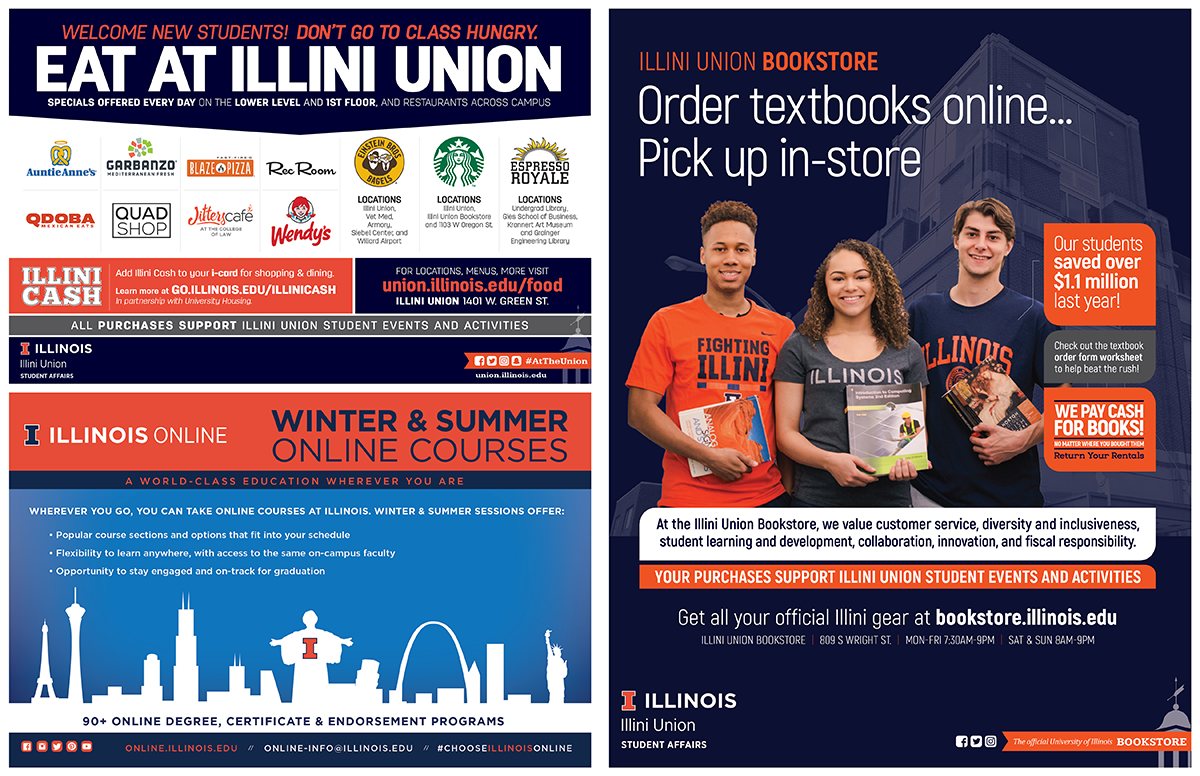 WELCOME NEW STUDENTS! DON'T GO TO CLASS HUNGRY.
EAT AT ILLINI UNION
SPECIALS OFFERED EVERY DAY ON THE LOWER LEVEL AND 1ST FLOOR, AND RESTAURANTS ACROSS CAMPUS
AuntieAnne's
GARBANZO
MEDITERRANEAN FRESH
FAST-FIRE'D
BLAZE PIZZA
Rec Room
EINSTEIN BROS
BAGELS
ESPRESSO
ROYALE
QDOBA
MEXICAN EATS
QUAD
SHOP
Jitters café
AT THE COLLEGE
OF LAW
Wendy's
LOCATIONS
Illini Union,
Vet Med,
Armory,
Siebel Center, and
Willard Airport
LOCATIONS
Illini Union,
Illini Union Bookstore
and 1103 W Oregon St.
LOCATIONS
Undergrad Library,
Gies School of Business,
Krannert Art Museum
and Grainger
Engineering Library
ILLINI
CASH
Add Illini Cash to your i-card for shopping & dining.
Learn more at GO.ILLINOIS.EDU/ILLINICASH
In partnership with University Housing.
FOR LOCATIONS, MENUS, MORE VISIT
union.illinois.edu/food
ILLINI UNION 1401 W. GREEN ST.
ALL PURCHASES SUPPORT ILLINI UNION STUDENT EVENTS AND ACTIVITIES
I ILLINOIS
Illini Union
STUDENT AFFAIRS
#AtTheUnion
union.illinois.edu
I ILLINOIS ONLINE
WINTER & SUMMER
ONLINE COURSES
A WORLD-CLASS EDUCATION WHEREVER YOU ARE
WHEREVER YOU GO, YOU CAN TAKE ONLINE COURSES AT ILLINOIS. WINTER & SUMMER SESSIONS OFFER:
• Popular course sections and options that fit into your schedule
• Flexibility to learn anywhere, with access to the same on-campus faculty
• Opportunity to stay engaged and on-track for graduation
I
90+ ONLINE DEGREE, CERTIFICATE & ENDORSEMENT PROGRAMS
ONLINE.ILLINOIS.EDU // ONLINE-INFO@ILLINOIS.EDU // #CHOOSEILLINOISONLINE
ILLINI UNION BOOKSTORE
Order textbooks online...
Pick up in-store
Our students
saved over
$1.1 million
last year!
Check out the textbook
order form worksheet
to help beat the rush!
WE PAY CASH
FOR BOOKS!
NO MATTER WHERE YOU BOUGHT THEM
Return Your Rentals
FIGHTING
ILLINI
ILLINOIS
ILLINOIS
Introduction to Computing
Systems 2nd Edition
At the Illini Union Bookstore, we value customer service, diversity and inclusiveness,
student learning and development, collaboration, innovation, and fiscal responsibility.
YOUR PURCHASES SUPPORT ILLINI UNION STUDENT EVENTS AND ACTIVITIES
Get all your official Illini gear at bookstore.illinois.edu
ILLINI UNION BOOKSTORE | 809 S WRIGHT ST. | MON-FRI 7:30AM-9PM | SAT & SUN 8AM-9PM
I ILLINOIS
Illini Union
STUDENT AFFAIRS
The official University of Illinois BOOKSTORE